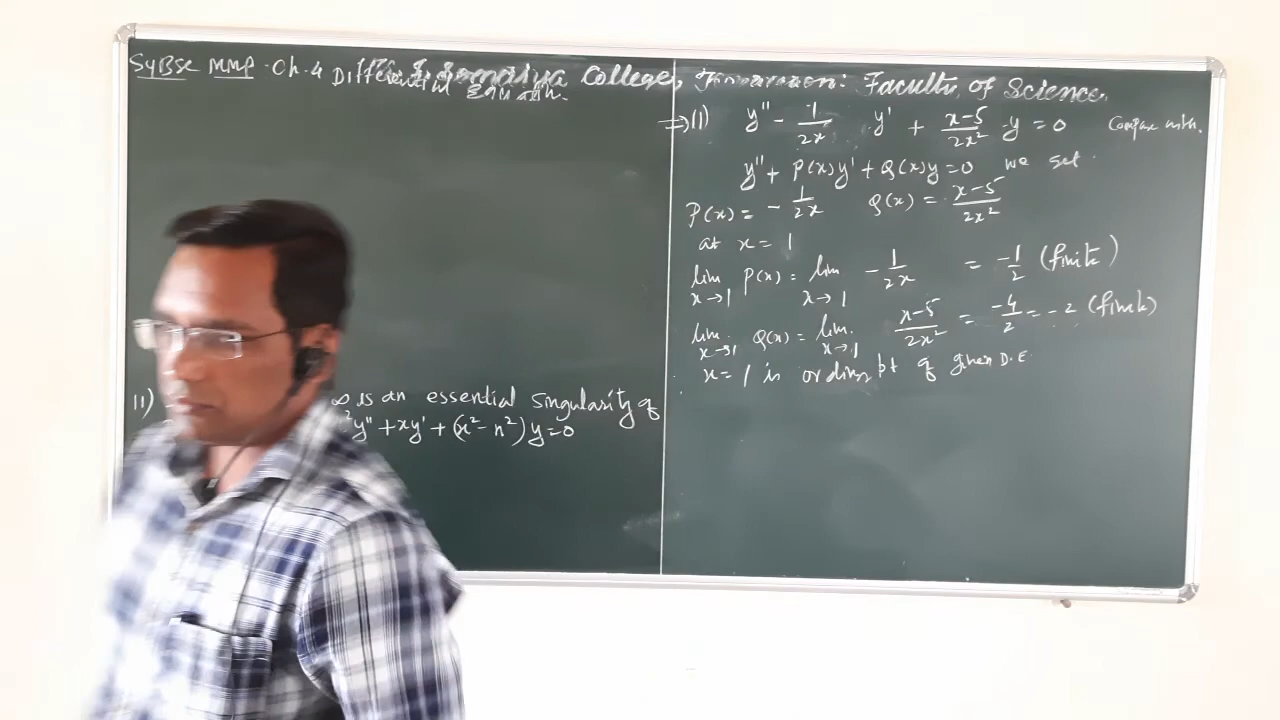 SyBSc MMP. Ch. 4 Differential Equation.
College, : Faculty of Science
11)
∞ is an essential singularity of
²y" + xy' + (x² - n²) y = 0
⇒ (1) y" - 1/2x · y' + x-5/2x² · y = 0 Compare with.
y" + P(x)y' + Q(x)y = 0 we get.
P(x) = - 1/2x Q(x) = x-5/2x²
at x = 1
lim x→1 P(x) = lim x→1 - 1/2x = -1/2 (finite)
lim x→1 Q(x) = lim x→1 x-5/2x² = -4/2 = -2 (finite)
x = 1 is ordinary pt of given D.E.